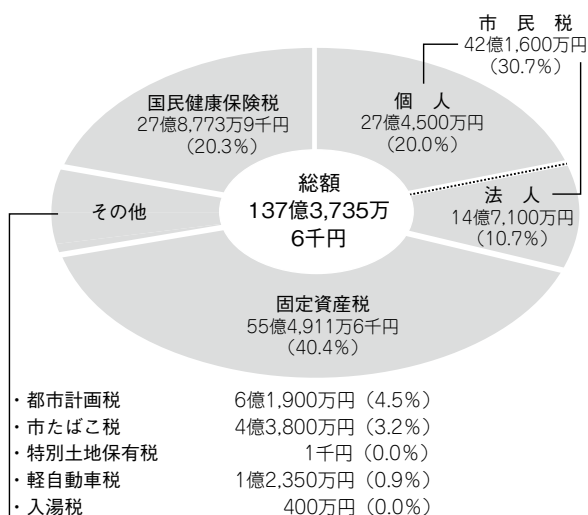 市 民 税
42億1,600万円
(30.7%)
国民健康保険税
27億8,773万9千円
(20.3%)
個 人
27億4,500万円
(20.0%)
総額
137億3,735万
6千円
その他
法 人
14億7,100万円
(10.7%)
固定資産税
55億4,911万6千円
(40.4%)
・都市計画税 6億1,900万円(4.5%)
・市たばこ税 4億3,800万円(3.2%)
・特別土地保有税 1千円(0.0%)
・軽自動車税 1億2,350万円(0.9%)
・入湯税 400万円(0.0%)